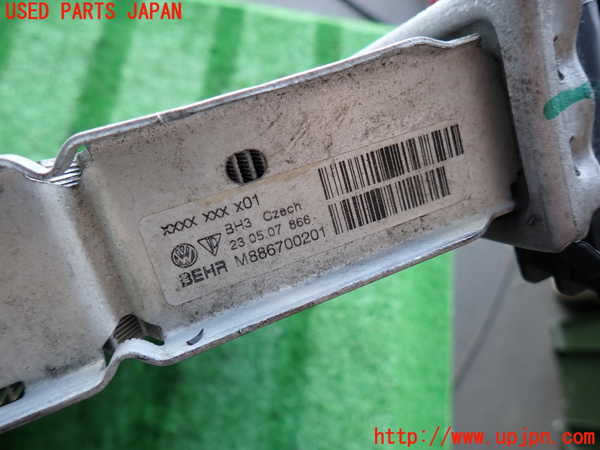 USED PARTS JAPAN
xxxx xxx x01
BH3 Czech
23.05.07 866-
BEHR M886700201
http://www.upjpn.com